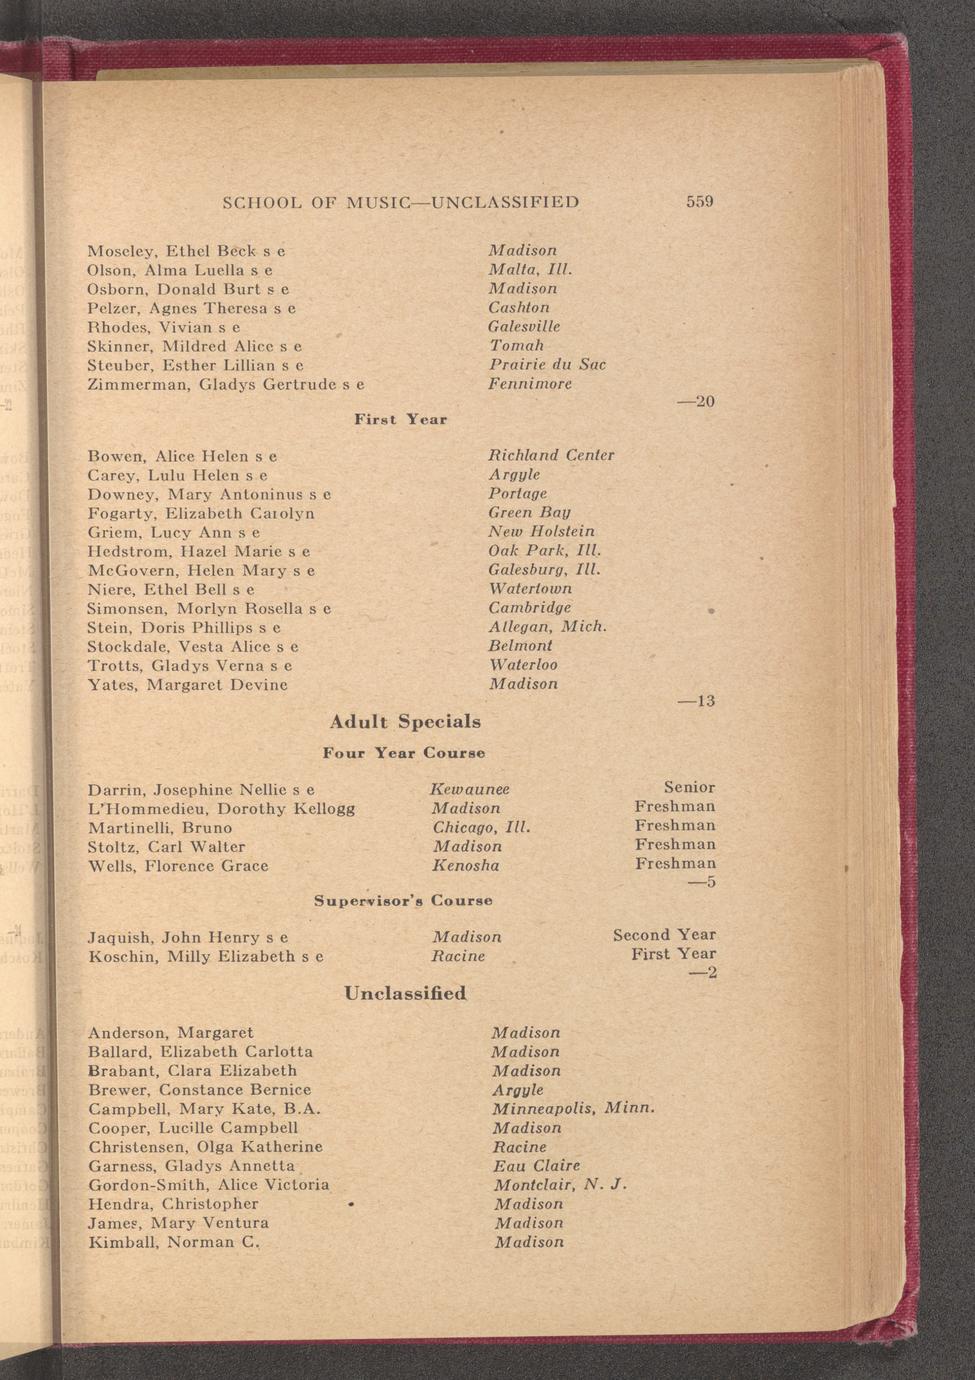 SCHOOL OF MUSIC—UNCLASSIFIED 559
Moseley, Ethel Beck s e Madison
Olson, Alma Luella s e Malta, Ill.
Osborn, Donald Burt s e Madison
Pelzer, Agnes Theresa s e Cashton
Rhodes, Vivian s e Galesville
Skinner, Mildred Alice s e Tomah
Steuber, Esther Lillian s e Prairie du Sac
Zimmerman, Gladys Gertrude s e Fennimore
—20
First Year
Bowen, Alice Helen s e Richland Center
Carey, Lulu Helen s e Argyle
Downey, Mary Antoninus s e Portage
Fogarty, Elizabeth Carolyn Green Bay
Griem, Lucy Ann s e New Holstein
Hedstrom, Hazel Marie s e Oak Park, Ill.
McGovern, Helen Mary s e Galesburg, Ill.
Niere, Ethel Bell s e Watertown
Simonsen, Morlyn Rosella s e Cambridge
Stein, Doris Phillips s e Allegan, Mich.
Stockdale, Vesta Alice s e Belmont
Trotts, Gladys Verna s e Waterloo
Yates, Margaret Devine Madison
—13
Adult Specials
Four Year Course
Darrin, Josephine Nellie s e Kewaunee Senior
L'Hommedieu, Dorothy Kellogg Madison Freshman
Martinelli, Bruno Chicago, Ill. Freshman
Stoltz, Carl Walter Madison Freshman
Wells, Florence Grace Kenosha Freshman
—5
Supervisor's Course
Jaquish, John Henry s e Madison Second Year
Koschin, Milly Elizabeth s e Racine First Year
—2
Unclassified
Anderson, Margaret Madison
Ballard, Elizabeth Carlotta Madison
Brabant, Clara Elizabeth Madison
Brewer, Constance Bernice Argyle
Campbell, Mary Kate, B.A. Minneapolis, Minn.
Cooper, Lucille Campbell Madison
Christensen, Olga Katherine Racine
Garness, Gladys Annetta Eau Claire
Gordon-Smith, Alice Victoria Montclair, N. J.
Hendra, Christopher Madison
James, Mary Ventura Madison
Kimball, Norman C. Madison